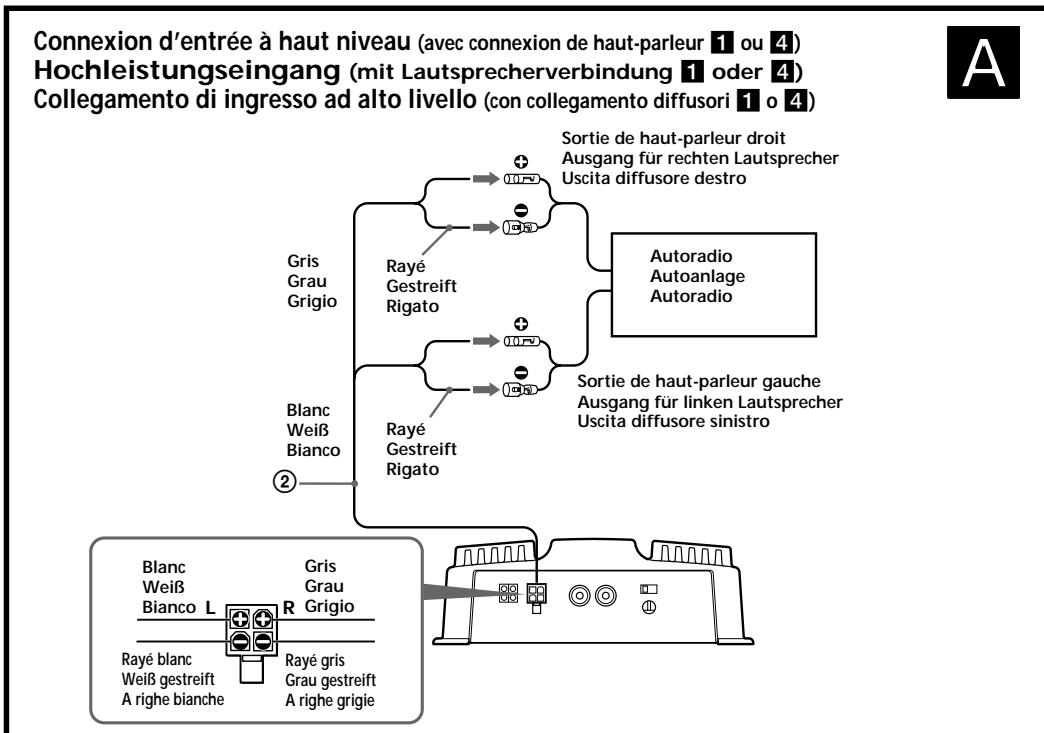 Connexion d'entrée à haut niveau (avec connexion de haut-parleur 1 ou 4)
Hochleistungseingang (mit Lautsprecherverbindung 1 oder 4)
Collegamento di ingresso ad alto livello (con collegamento diffusori 1 o 4)
A
Sortie de haut-parleur droit
Ausgang für rechten Lautsprecher
Uscita diffusore destro
Gris
Grau
Grigio
Rayé
Gestreift
Rigato
Autoradio
Autoanlage
Autoradio
Sortie de haut-parleur gauche
Ausgang für linken Lautsprecher
Uscita diffusore sinistro
Blanc
Weiß
Bianco
Rayé
Gestreift
Rigato
②
Blanc
Weiß
Bianco
L
R
Gris
Grau
Grigio
Rayé blanc
Weiß gestreift
A righe bianche
Rayé gris
Grau gestreift
A righe grigie